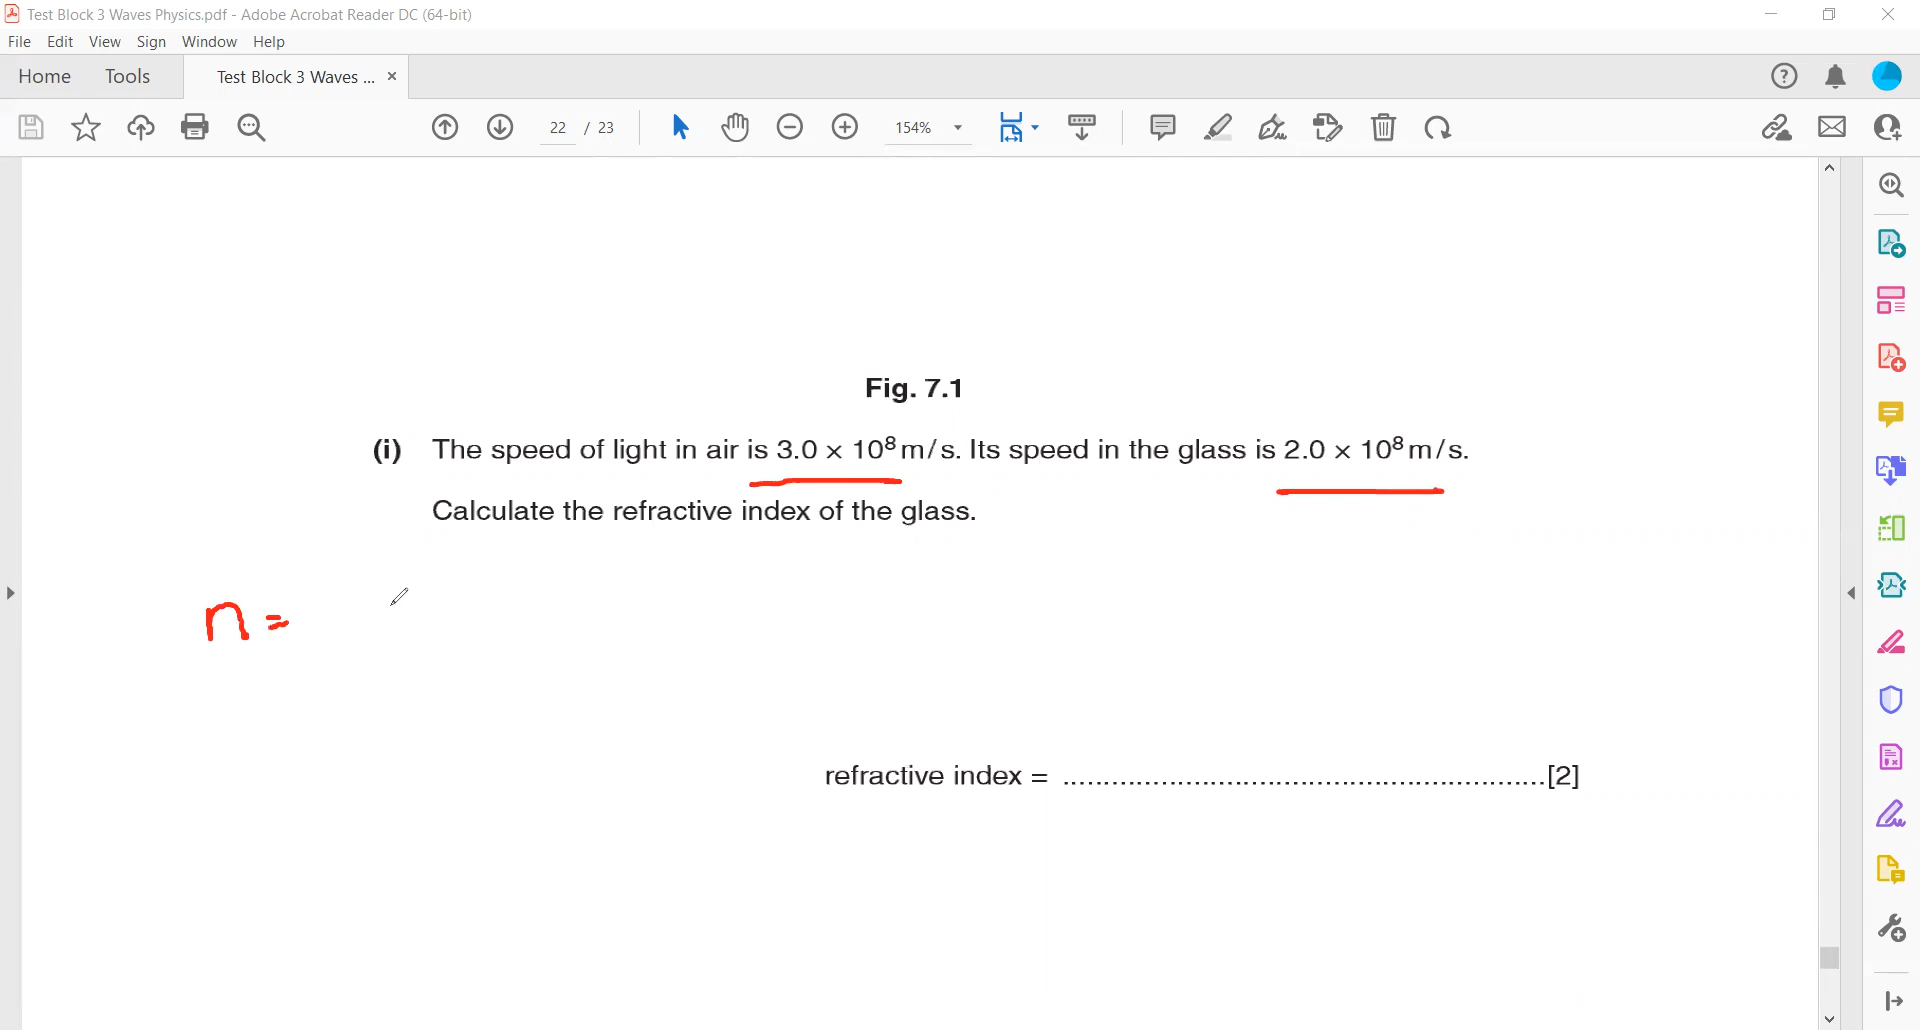 Test Block 3 Waves Physics.pdf - Adobe Acrobat Reader DC (64-bit)
File Edit View Sign Window Help
Home Tools Test Block 3 Waves ... ×
22 / 23 154%
Fig. 7.1
(i) The speed of light in air is 3.0 × 10⁸ m/s. Its speed in the glass is 2.0 × 10⁸ m/s.
Calculate the refractive index of the glass.
n =
refractive index = ...........................................................[2]